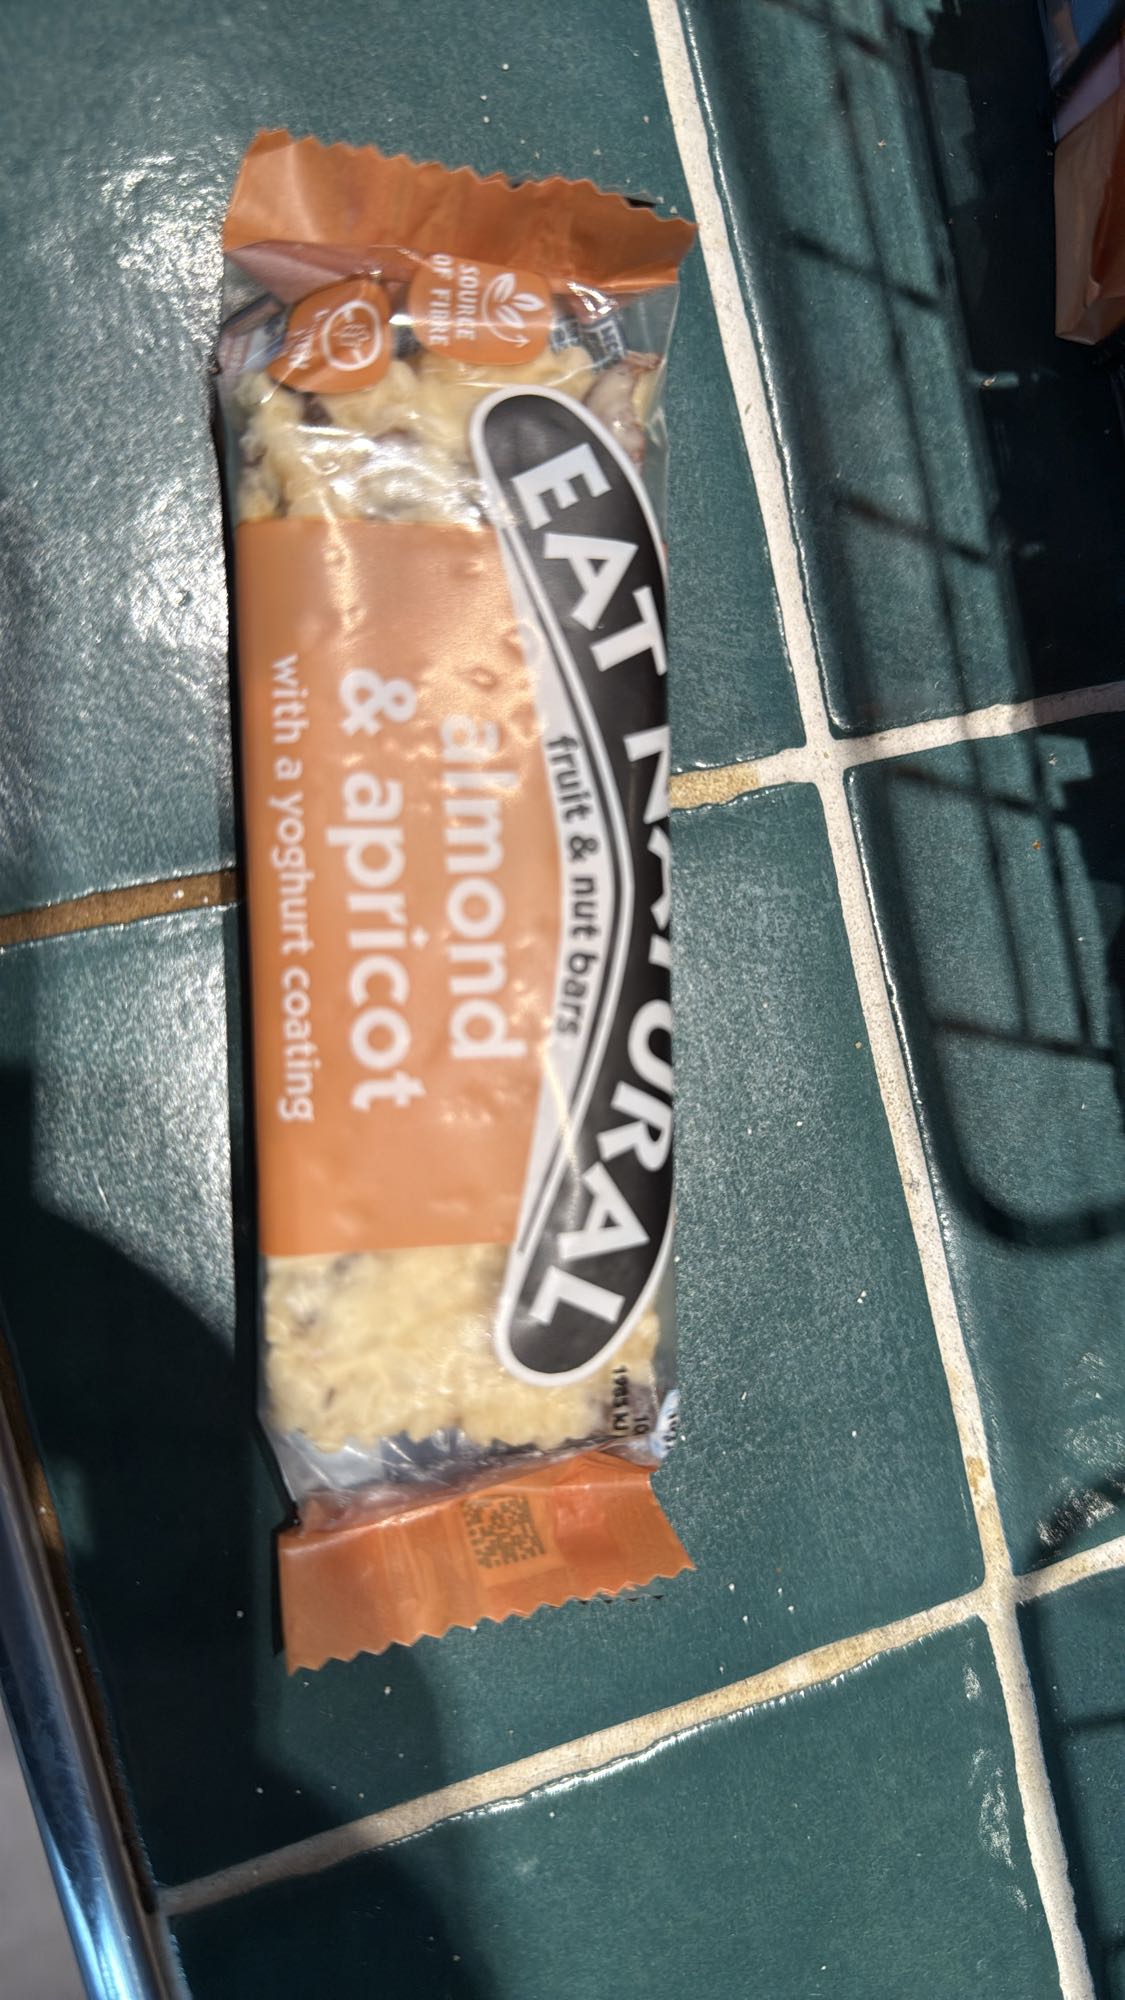 SOURCE
OF FIBRE
EAT NATURAL
fruit & nut bars
almond
& apricot
with a yoghurt coating